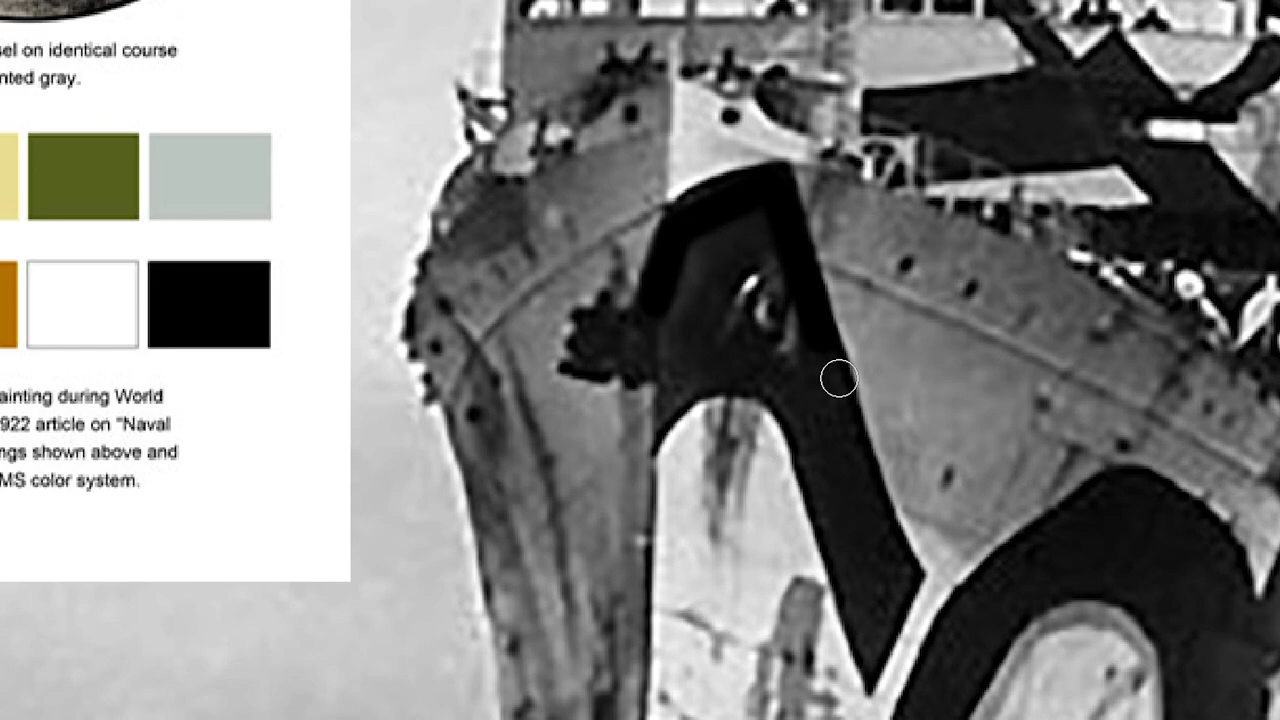 sel on identical course
nted gray.
ainting during World
922 article on "Naval
ngs shown above and
MS color system.